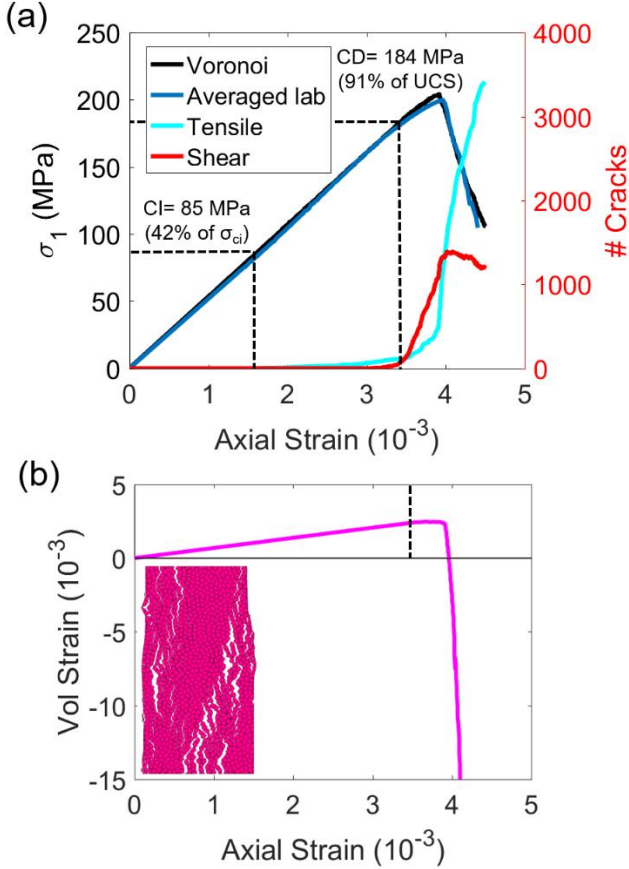 (a)
250
200
150
100
50
0
σ1 (MPa)
Voronoi
Averaged lab
Tensile
Shear
CD= 184 MPa
(91% of UCS)
CI= 85 MPa
(42% of σci)
4000
3000
2000
1000
0
# Cracks
0 1 2 3 4 5
Axial Strain (10-3)
(b)
5
0
-5
-10
-15
Vol Strain (10-3)
0 1 2 3 4 5
Axial Strain (10-3)